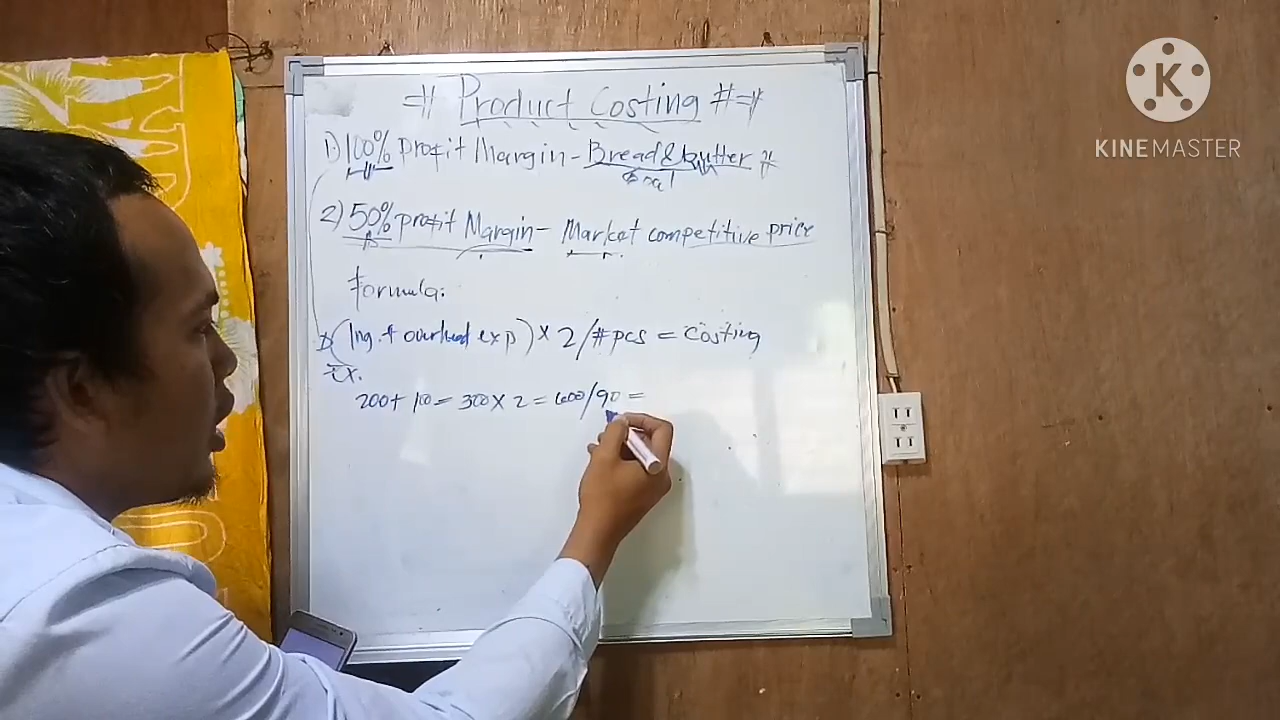 =# Product Costing #=#
1.) 100% profit Margin - Bread & butter #
Goal
2) 50% profit Margin - Market competitive price
formula:
1) (Ing. + overhead exp) × 2 / # pcs = costing
Ex.
200 + 100 = 300 × 2 = 600/90 =
K
KINEMASTER